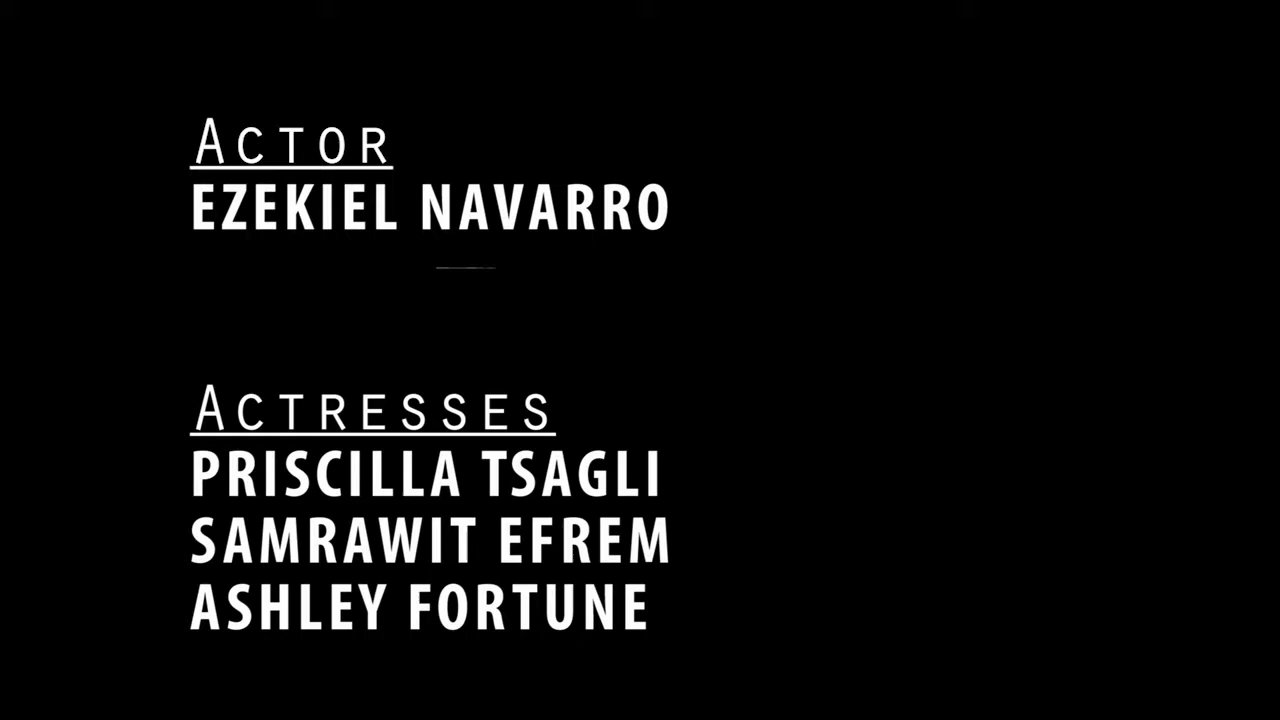 ACTOR
EZEKIEL NAVARRO
ACTRESSES
PRISCILLA TSAGLI
SAMRAWIT EFREM
ASHLEY FORTUNE